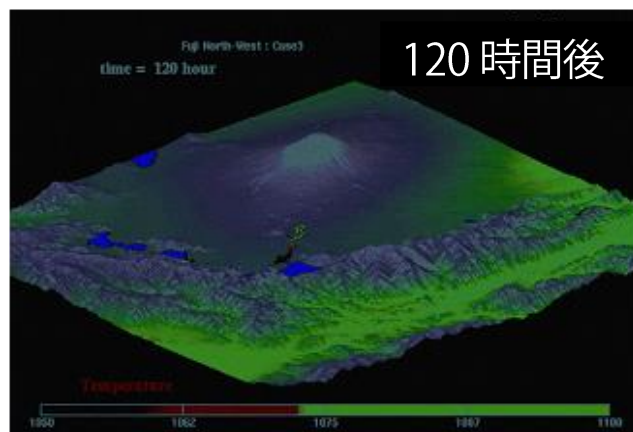 Fuji North-West : Case3
120 時間後
time = 120 hour
Temperature
1050 1062 1075 1087 1100